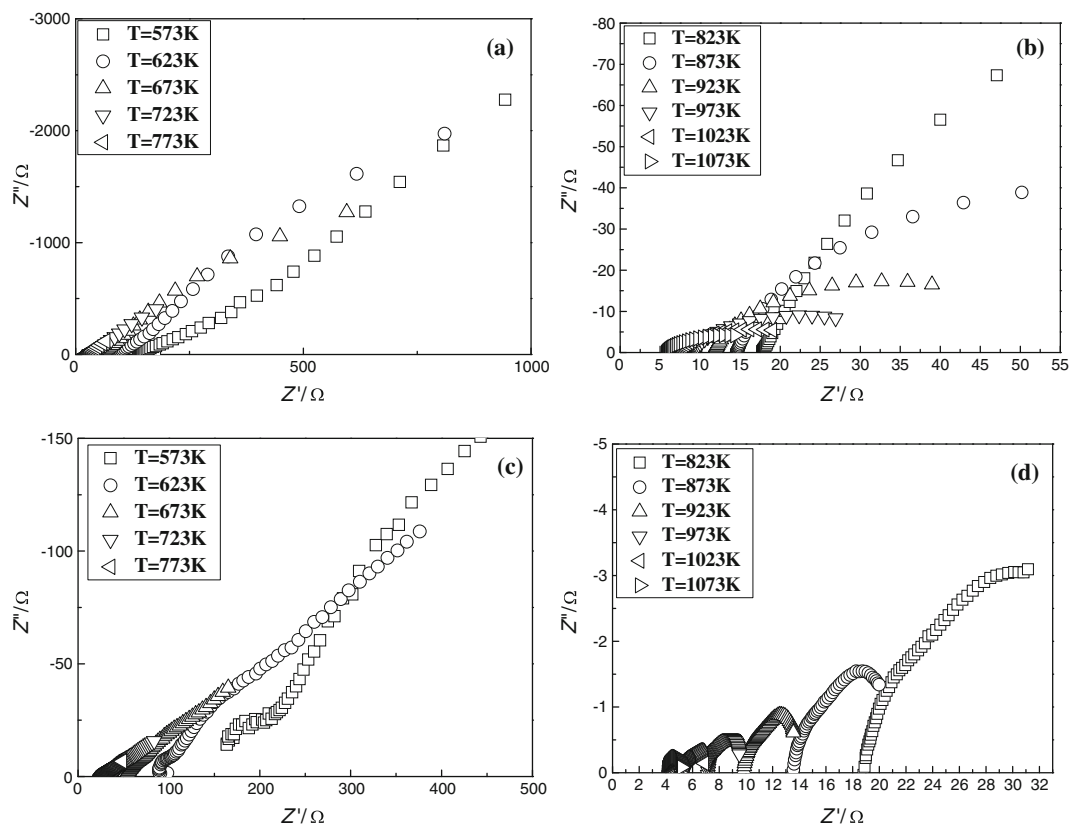 -3000
-2000
-1000
0
Z''/Ω
T=573K
T=623K
T=673K
T=723K
T=773K
(a)
0
500
1000
Z'/Ω
-80
-70
-60
-50
-40
-30
-20
-10
0
Z''/Ω
T=823K
T=873K
T=923K
T=973K
T=1023K
T=1073K
(b)
0 5 10 15 20 25 30 35 40 45 50 55
Z'/Ω
-150
-100
-50
0
Z''/Ω
T=573K
T=623K
T=673K
T=723K
T=773K
(c)
0 100 200 300 400 500
Z'/Ω
-5
-4
-3
-2
-1
0
Z''/Ω
T=823K
T=873K
T=923K
T=973K
T=1023K
T=1073K
(d)
0 2 4 6 8 10 12 14 16 18 20 22 24 26 28 30 32
Z'/Ω